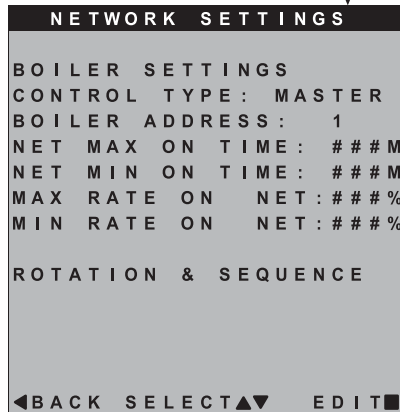 NETWORK SETTINGS
BOILER SETTINGS
CONTROL TYPE: MASTER
BOILER ADDRESS: 1
NET MAX ON TIME: ###M
NET MIN ON TIME: ###M
MAX RATE ON NET:###%
MIN RATE ON NET:###%
ROTATION & SEQUENCE
◀BACK SELECT▲▼ EDIT■